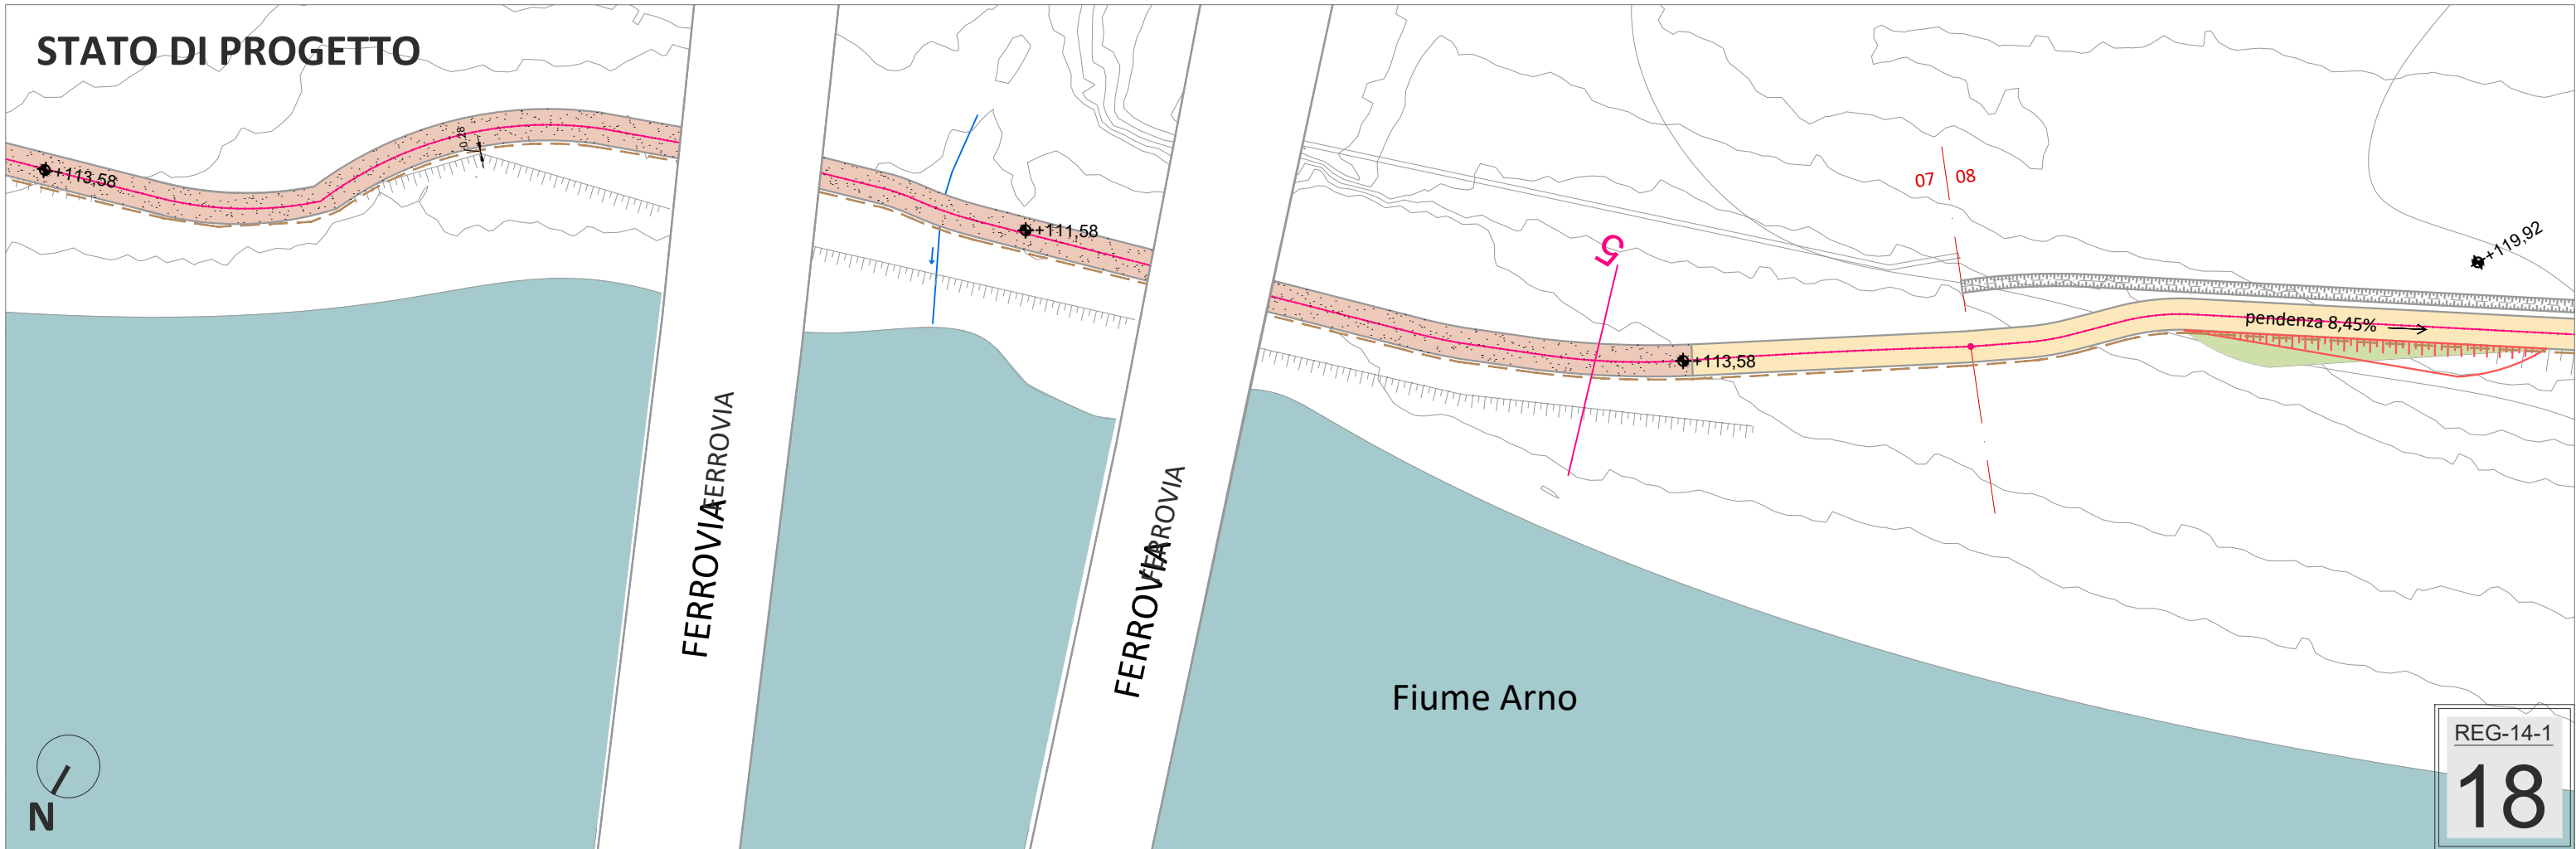 STATO DI PROGETTO
0,28
+113,58
+111,58
07 08
+119,92
5
pendenza 8,45%
+113,58
FERROVIA
FERROVIA
FERROVIA
FERROVIA
Fiume Arno
N
REG-14-1
18